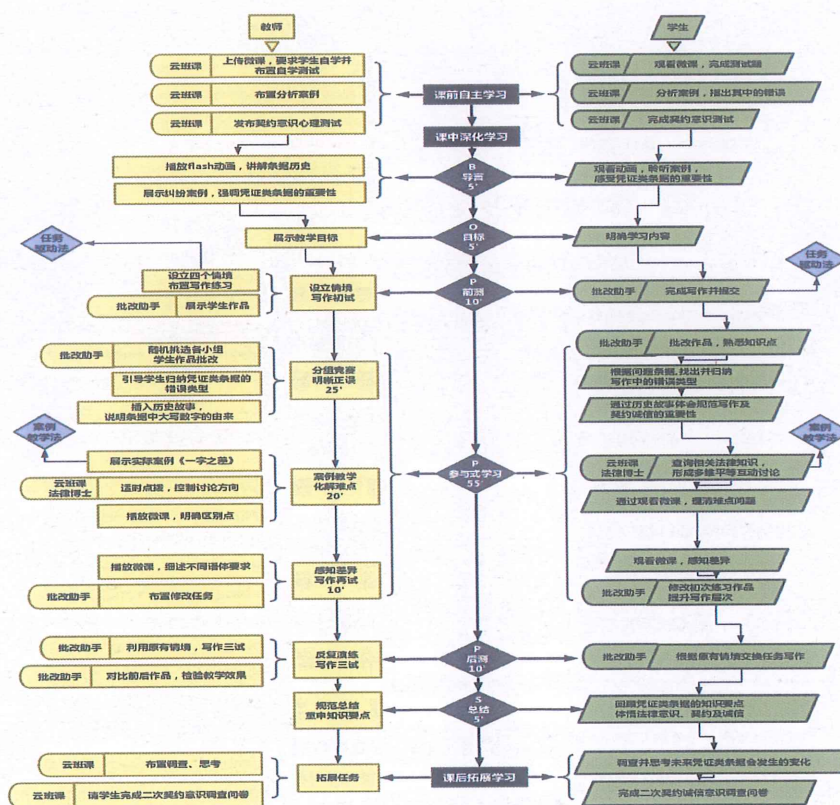 教师
学生
云班课 上传微课，要求学生自学并
布置自学测试
云班课 布置分析案例
云班课 发布契约意识心理测试
课前自主学习
云班课 观看微课，完成测试题
云班课 分析案例，指出其中的错误
云班课 完成契约意识测试
课中深化学习
播放flash动画，讲解条据历史
展示纠纷案例，强调凭证类条据的重要性
B
导言
5'
观看动画，聆听案例，
感受凭证类条据的重要性
展示教学目标
O
目标
5'
明确学习内容
任务
驱动法
设立四个情境
布置写作练习
批改助手 展示学生作品
设立情境
写作初试
P
前测
10'
批改助手 完成写作并提交
任务
驱动法
批改助手 随机挑选各小组
学生作品批改
引导学生归纳凭证类条据的
错误类型
插入历史故事，
说明条据中大写数字的由来
分组竞赛
明晰正误
25'
批改助手 批改作品，熟悉知识点
根据问题条据,找出并归纳
写作中的错误类型
通过历史故事体会规范写作及
契约诚信的重要性
案例
教学法
展示实际案例《一字之差》
云班课
法律博士 适时点拨，控制讨论方向
播放微课，明确区别点
案例教学
化解难点
20'
P
参与式学习
55'
云班课
法律博士 查询相关法律知识，
形成多维平等互动讨论
通过观看微课，理清难点问题
案例
教学法
播放微课，细述不同语体要求
批改助手 布置修改任务
感知差异
写作再试
10'
观看微课，感知差异
批改助手 修改初次练习作品
提升写作层次
批改助手 利用原有情境，写作三试
批改助手 对比前后作品，检验教学效果
反复演练
写作三试
P
后测
10'
批改助手 根据原有情境交换任务写作
规范总结
重申知识要点
S
总结
5'
回顾凭证类条据的知识要点
体悟法律意识、契约及诚信
云班课 布置调查、思考
云班课 请学生完成二次契约意识调查问卷
拓展任务
课后拓展学习
调查并思考未来凭证类条据会发生的变化
完成二次契约诚信意识调查问卷